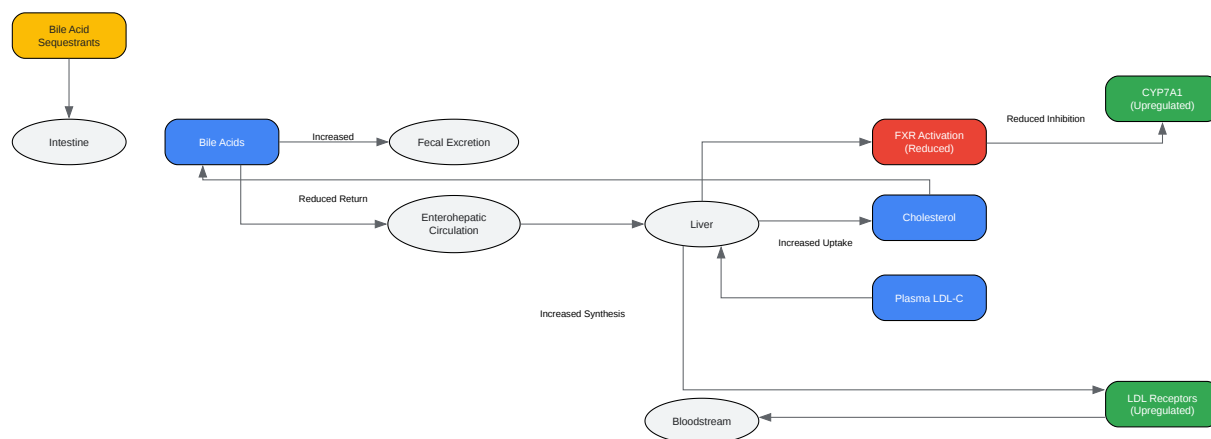 Bile Acid
Sequestrants
Intestine
Bile Acids
Increased
Fecal Excretion
FXR Activation
(Reduced)
Reduced Inhibition
CYP7A1
(Upregulated)
Reduced Return
Enterohepatic
Circulation
Liver
Cholesterol
Increased Uptake
Plasma LDL-C
Increased Synthesis
LDL Receptors
(Upregulated)
Bloodstream